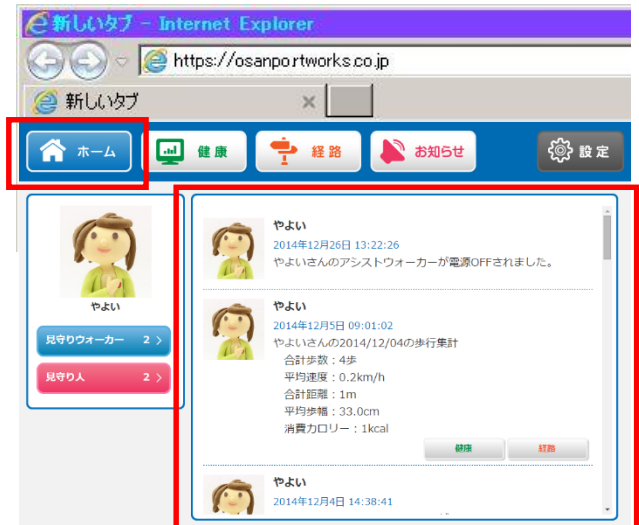 新しいタブ - Internet Explorer
https://osanportworks.co.jp
新しいタブ
ホーム
健康
経路
お知らせ
設定
やよい
見守りウォーカー 2 >
見守り人 2 >
やよい
2014年12月26日 13:22:26
やよいさんのアシストウォーカーが電源OFFされました。
やよい
2014年12月5日 09:01:02
やよいさんの2014/12/04の歩行集計
合計歩数：4歩
平均速度：0.2km/h
合計距離：1m
平均歩幅：33.0cm
消費カロリー：1kcal
健康
経路
やよい
2014年12月4日 14:38:41